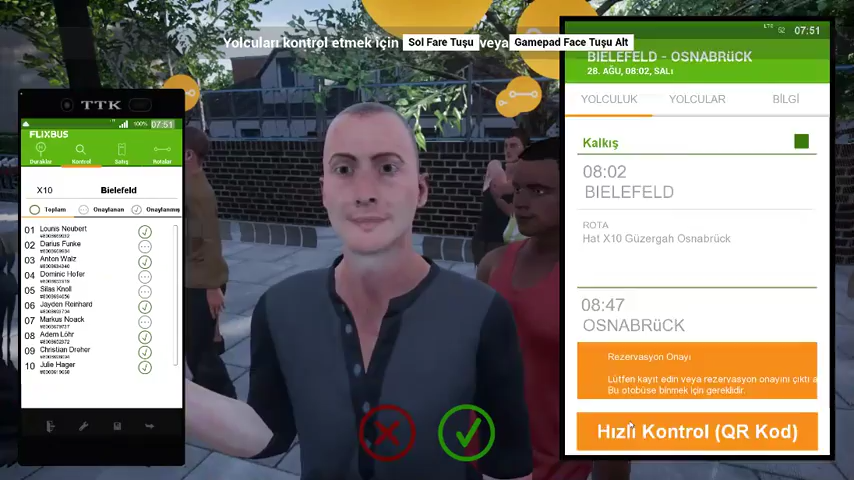 Yolcuları kontrol etmek için Sol Fare Tuşu veya Gamepad Face Tuşu Alt
TTK
100% 07:51
FLIXBUS
Duraklar Kontrol Satış Rotalar
X10 Bielefeld
Toplam Onaylanan Onaylanmış
01 Lounis Neubert
02 Darius Funke
03 Anton Walz
04 Dominic Hofer
05 Silas Knoll
06 Jayden Reinhard
07 Markus Noack
08 Adem Löhr
09 Christian Dreher
10 Julie Hager
07:51
BIELEFELD - OSNABRüCK
28. AĞU, 08:02, SALı
YOLCULUK YOLCULAR BİLGİ
Kalkış
08:02
BIELEFELD
ROTA
Hat X10 Güzergah Osnabrück
08:47
OSNABRüCK
Rezervasyon Onayı
Lütfen kayıt edin veya rezervasyon onayını çıktı a
Bu otobüse binmek için gereklidir.
Hızlı Kontrol (QR Kod)